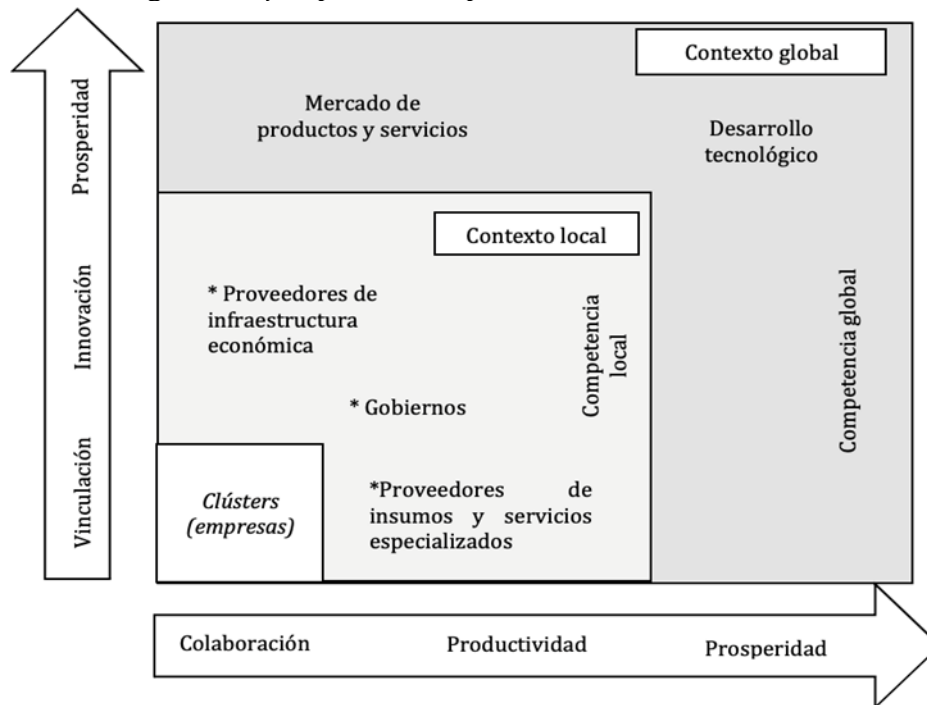 Contexto global
Mercado de
productos y servicios
Desarrollo
tecnológico
Prosperidad
Innovación
Vinculación
Contexto local
* Proveedores de
infraestructura
económica
Competencia
local
Competencia global
* Gobiernos
*Proveedores de
insumos y servicios
especializados
Clústers
(empresas)
Colaboración
Productividad
Prosperidad